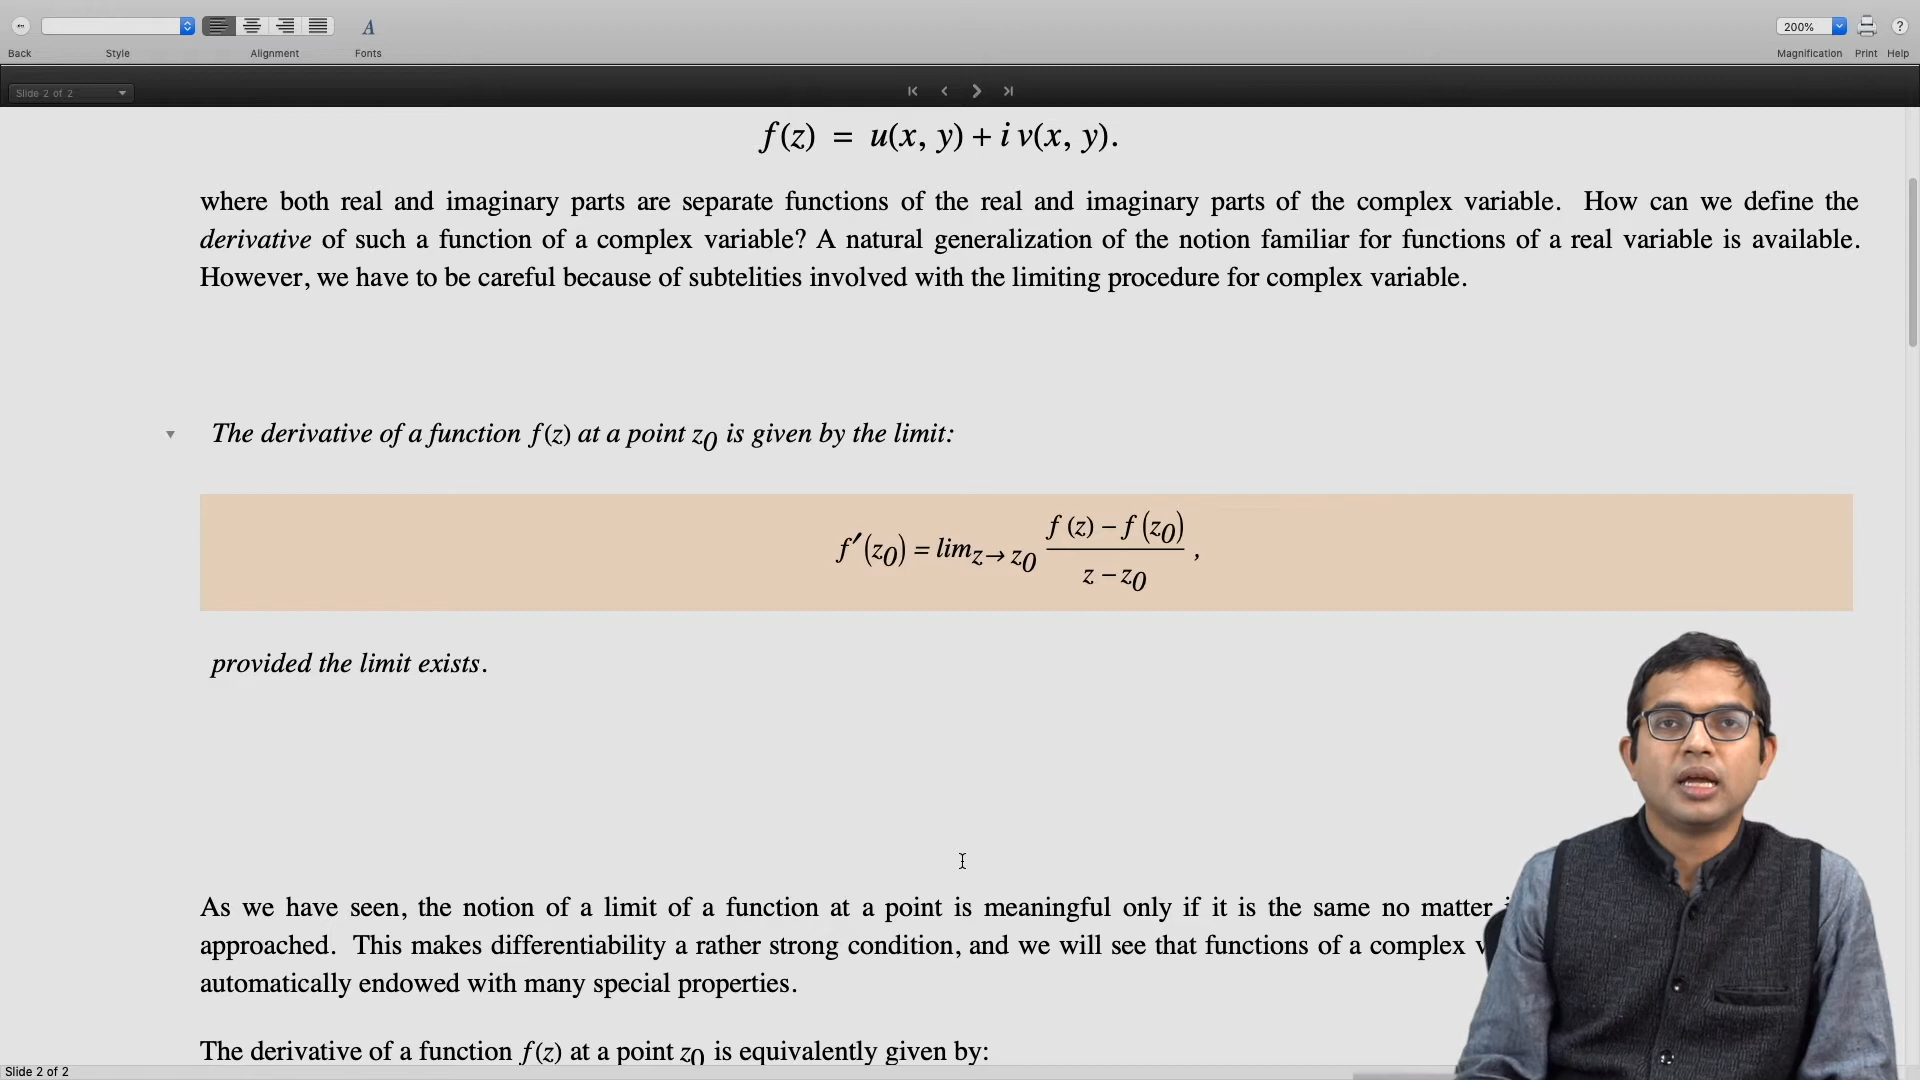 Back Style Alignment Fonts
200%
Magnification Print Help
Slide 2 of 2
f(z) = u(x, y) + i v(x, y).
where both real and imaginary parts are separate functions of the real and imaginary parts of the complex variable. How can we define the
derivative of such a function of a complex variable? A natural generalization of the notion familiar for functions of a real variable is available.
However, we have to be careful because of subtelities involved with the limiting procedure for complex variable.
The derivative of a function f(z) at a point z0 is given by the limit:
f′(z0) = lim z→z0 f(z) − f(z0) / z − z0 ,
provided the limit exists.
As we have seen, the notion of a limit of a function at a point is meaningful only if it is the same no matter
approached. This makes differentiability a rather strong condition, and we will see that functions of a complex
automatically endowed with many special properties.
The derivative of a function f(z) at a point z0 is equivalently given by:
Slide 2 of 2